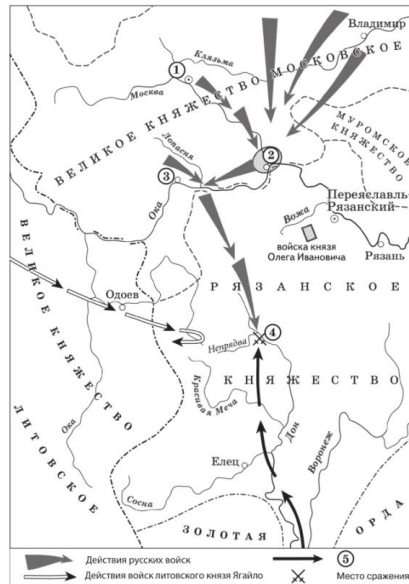 Владимир
Клязьма
①
Москва
ВЕЛИКОЕ КНЯЖЕСТВО МОСКОВСКОЕ
МУРОМСКОЕ
КНЯЖЕСТВО
Лопасня
②
③
Ока
Переяславль-
Рязанский
Вожа
войска князя
Олега Ивановича
Рязань
ВЕЛИКОЕ КНЯЖЕСТВО
ЛИТОВСКОЕ
Одоев
РЯЗАНСКОЕ
Непрядва
④
КНЯЖЕСТВО
Красивая Меча
Ока
Дон
Воронеж
Елец
Сосна
ЗОЛОТАЯ
ОРДА
Действия русских войск
⑤
Действия войск литовского князя Ягайло
Место сражения